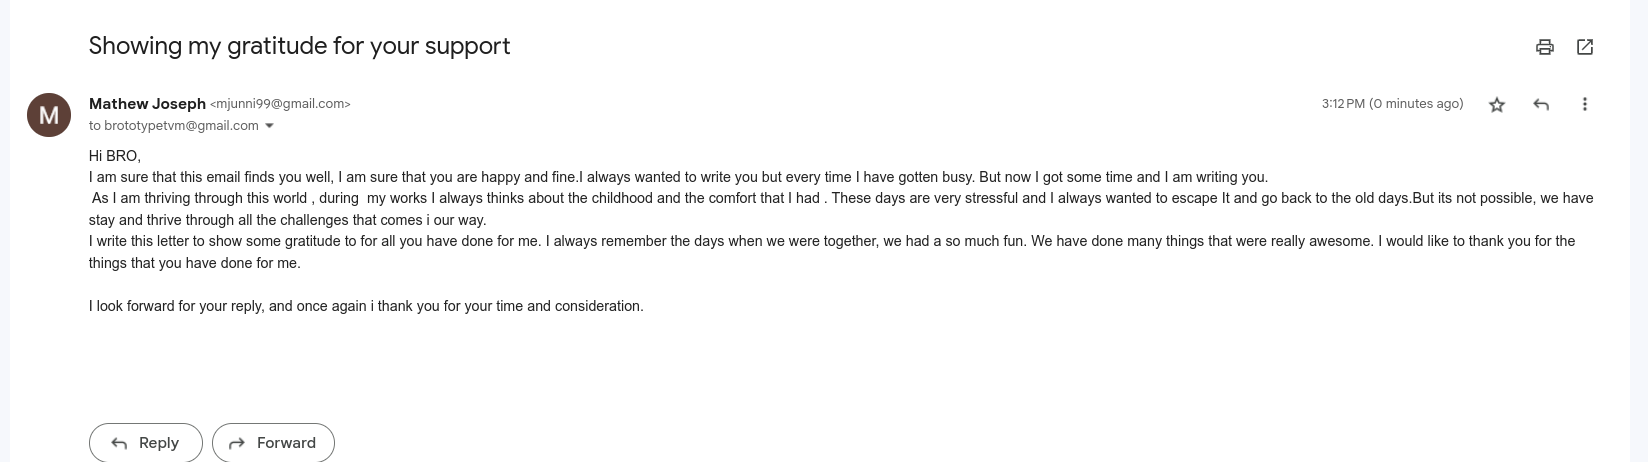 Showing my gratitude for your support
M
Mathew Joseph <mjunni99@gmail.com>
3:12 PM (0 minutes ago)
to brototypetvm@gmail.com
Hi BRO,
I am sure that this email finds you well, I am sure that you are happy and fine.I always wanted to write you but every time I have gotten busy. But now I got some time and I am writing you.
As I am thriving through this world , during  my works I always thinks about the childhood and the comfort that I had . These days are very stressful and I always wanted to escape It and go back to the old days.But its not possible, we have
stay and thrive through all the challenges that comes i our way.
I write this letter to show some gratitude to for all you have done for me. I always remember the days when we were together, we had a so much fun. We have done many things that were really awesome. I would like to thank you for the
things that you have done for me.
I look forward for your reply, and once again i thank you for your time and consideration.
Reply
Forward